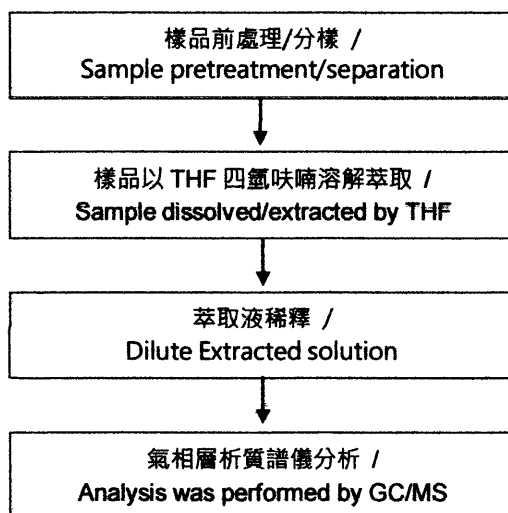 樣品前處理/分樣 /
Sample pretreatment/separation
樣品以 THF 四氫呋喃溶解萃取 /
Sample dissolved/extracted by THF
萃取液稀釋 /
Dilute Extracted solution
氣相層析質譜儀分析 /
Analysis was performed by GC/MS